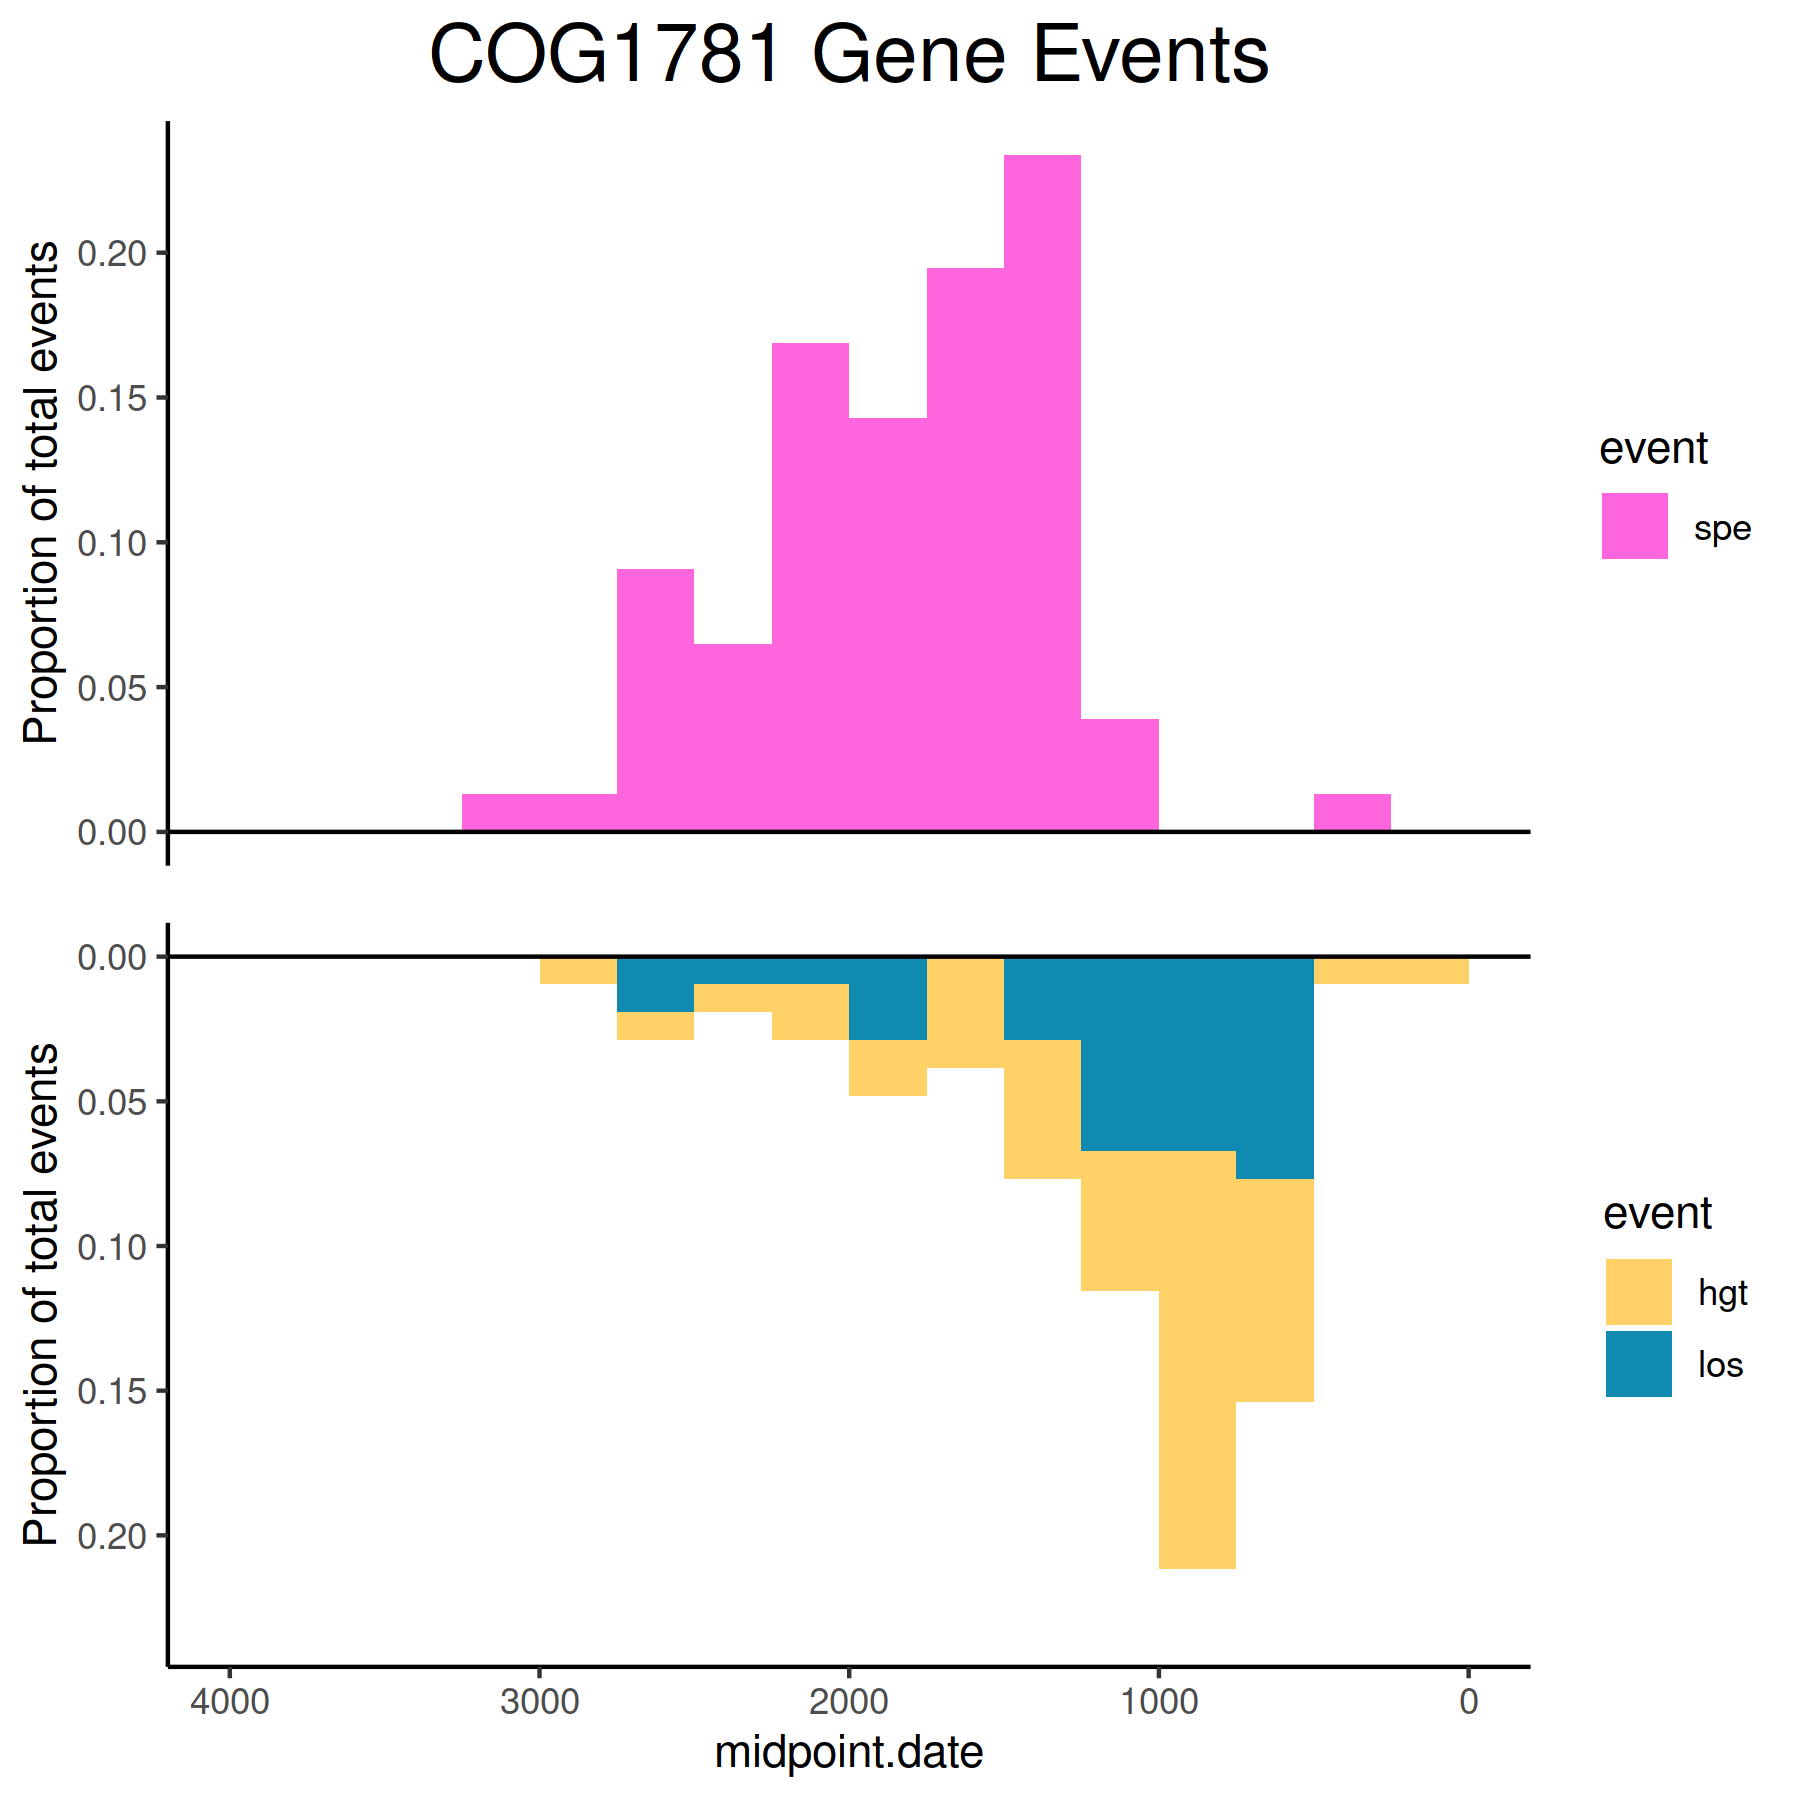 COG1781 Gene Events
Proportion of total events
0.20
0.15
0.10
0.05
0.00
event
spe
Proportion of total events
0.00
0.05
0.10
0.15
0.20
event
hgt
los
4000 3000 2000 1000 0
midpoint.date